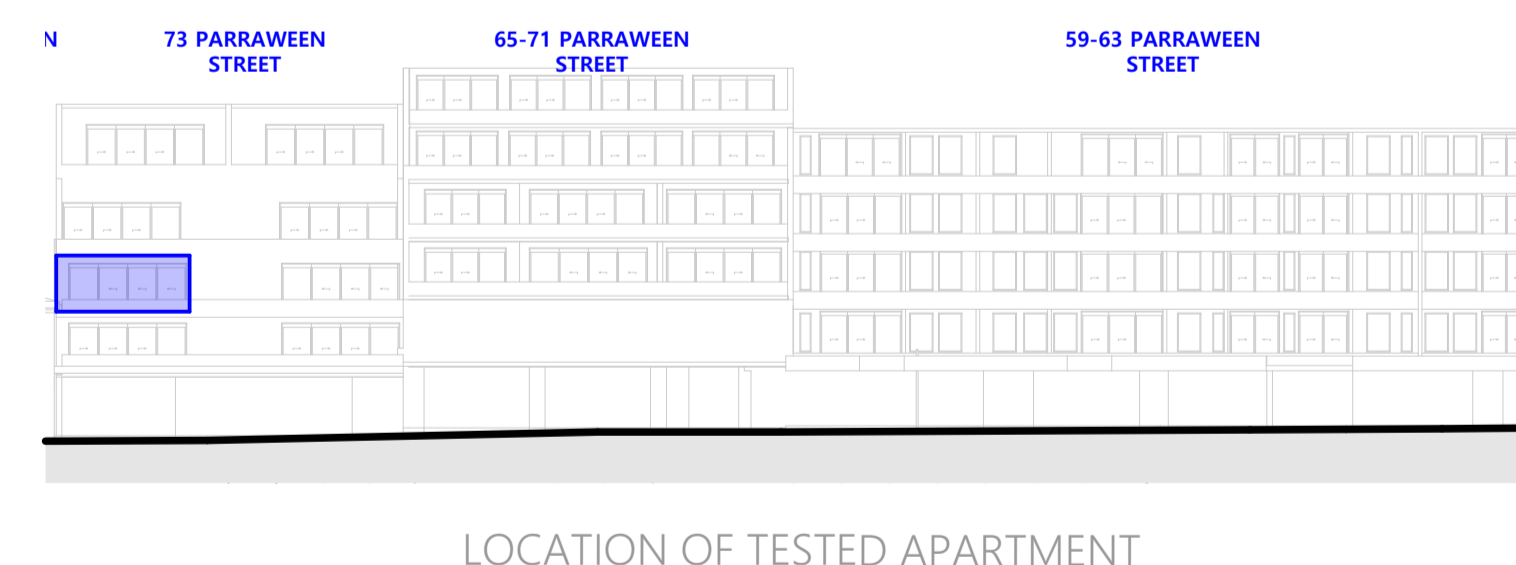 N
73 PARRAWEEN
STREET
65-71 PARRAWEEN
STREET
59-63 PARRAWEEN
STREET
LOCATION OF TESTED APARTMENT